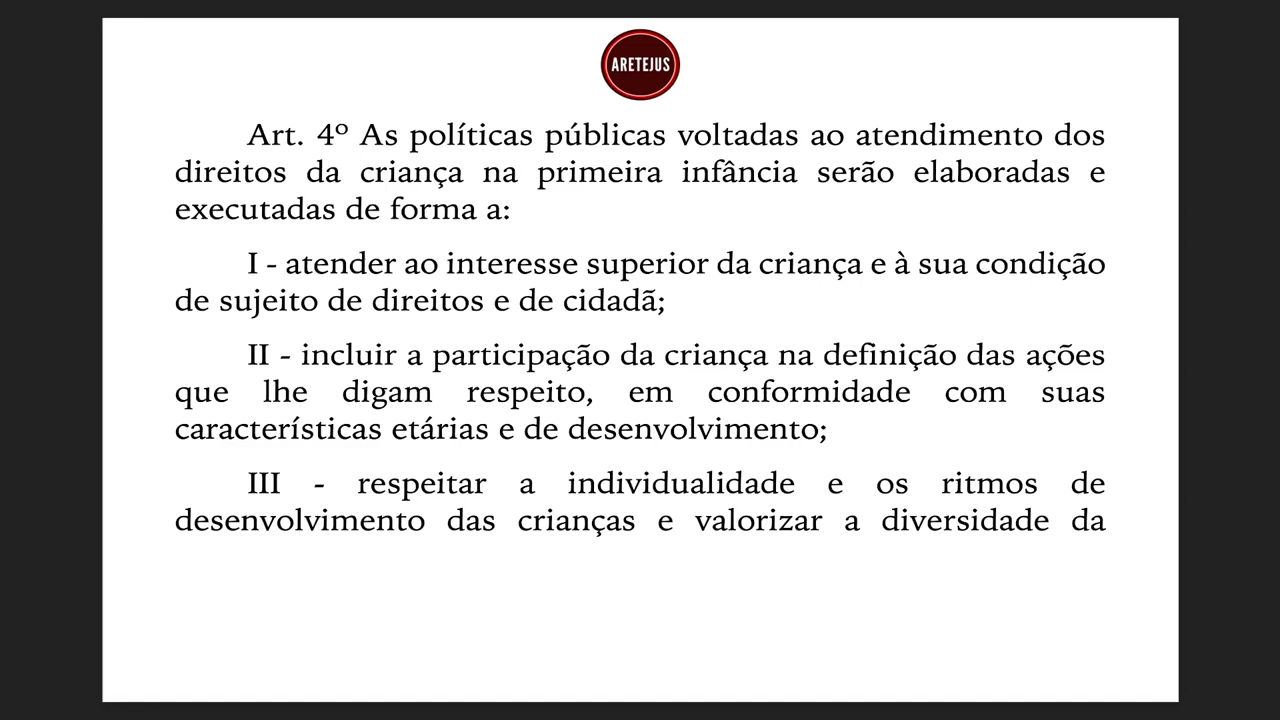 ARETEJUS
Art. 4º As políticas públicas voltadas ao atendimento dos
direitos da criança na primeira infância serão elaboradas e
executadas de forma a:
I - atender ao interesse superior da criança e à sua condição
de sujeito de direitos e de cidadã;
II - incluir a participação da criança na definição das ações
que lhe digam respeito, em conformidade com suas
características etárias e de desenvolvimento;
III - respeitar a individualidade e os ritmos de
desenvolvimento das crianças e valorizar a diversidade da